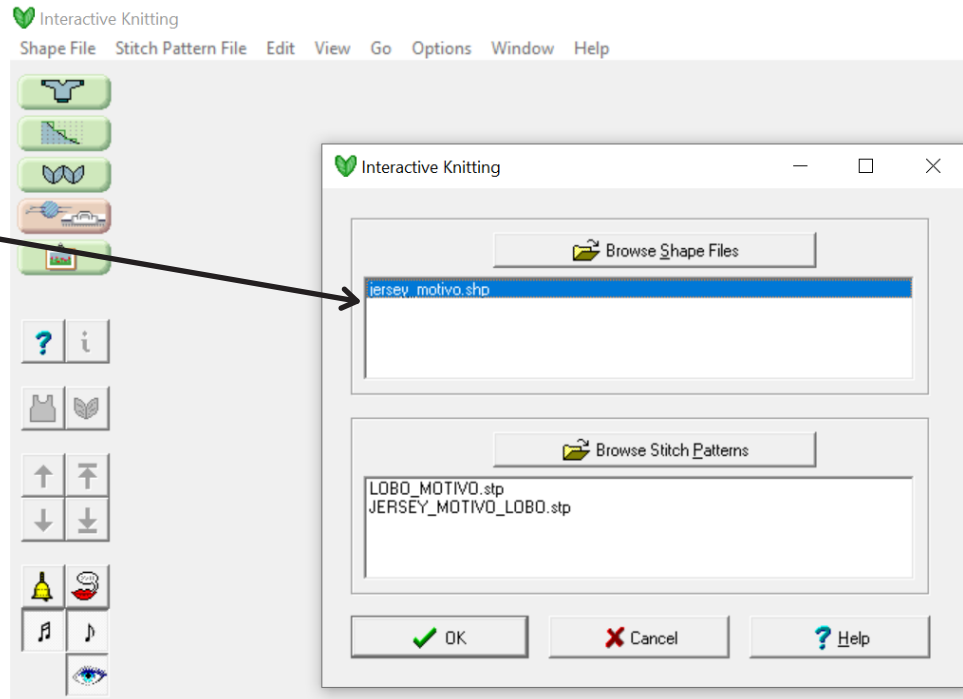 Interactive Knitting
Shape File Stitch Pattern File Edit View Go Options Window Help
Interactive Knitting
Browse Shape Files
jersey_motivo.shp
? i
Browse Stitch Patterns
LOBO_MOTIVO.stp
JERSEY_MOTIVO_LOBO.stp
OK Cancel ? Help